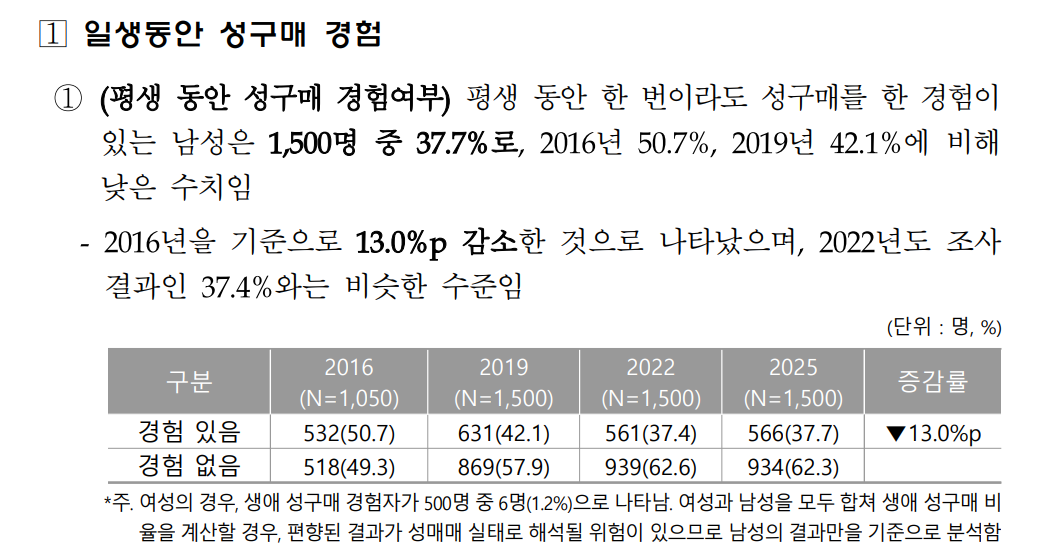 1 일생동안 성구매 경험
① (평생 동안 성구매 경험여부) 평생 동안 한 번이라도 성구매를 한 경험이
있는 남성은 1,500명 중 37.7%로, 2016년 50.7%, 2019년 42.1%에 비해
낮은 수치임
- 2016년을 기준으로 13.0%p 감소한 것으로 나타났으며, 2022년도 조사
결과인 37.4%와는 비슷한 수준임
(단위 : 명, %)
구분 2016 (N=1,050) 2019 (N=1,500) 2022 (N=1,500) 2025 (N=1,500) 증감률
경험 있음 532(50.7) 631(42.1) 561(37.4) 566(37.7) ▼13.0%p
경험 없음 518(49.3) 869(57.9) 939(62.6) 934(62.3)
*주. 여성의 경우, 생애 성구매 경험자가 500명 중 6명(1.2%)으로 나타남. 여성과 남성을 모두 합쳐 생애 성구매 비
율을 계산할 경우, 편향된 결과가 성매매 실태로 해석될 위험이 있으므로 남성의 결과만을 기준으로 분석함